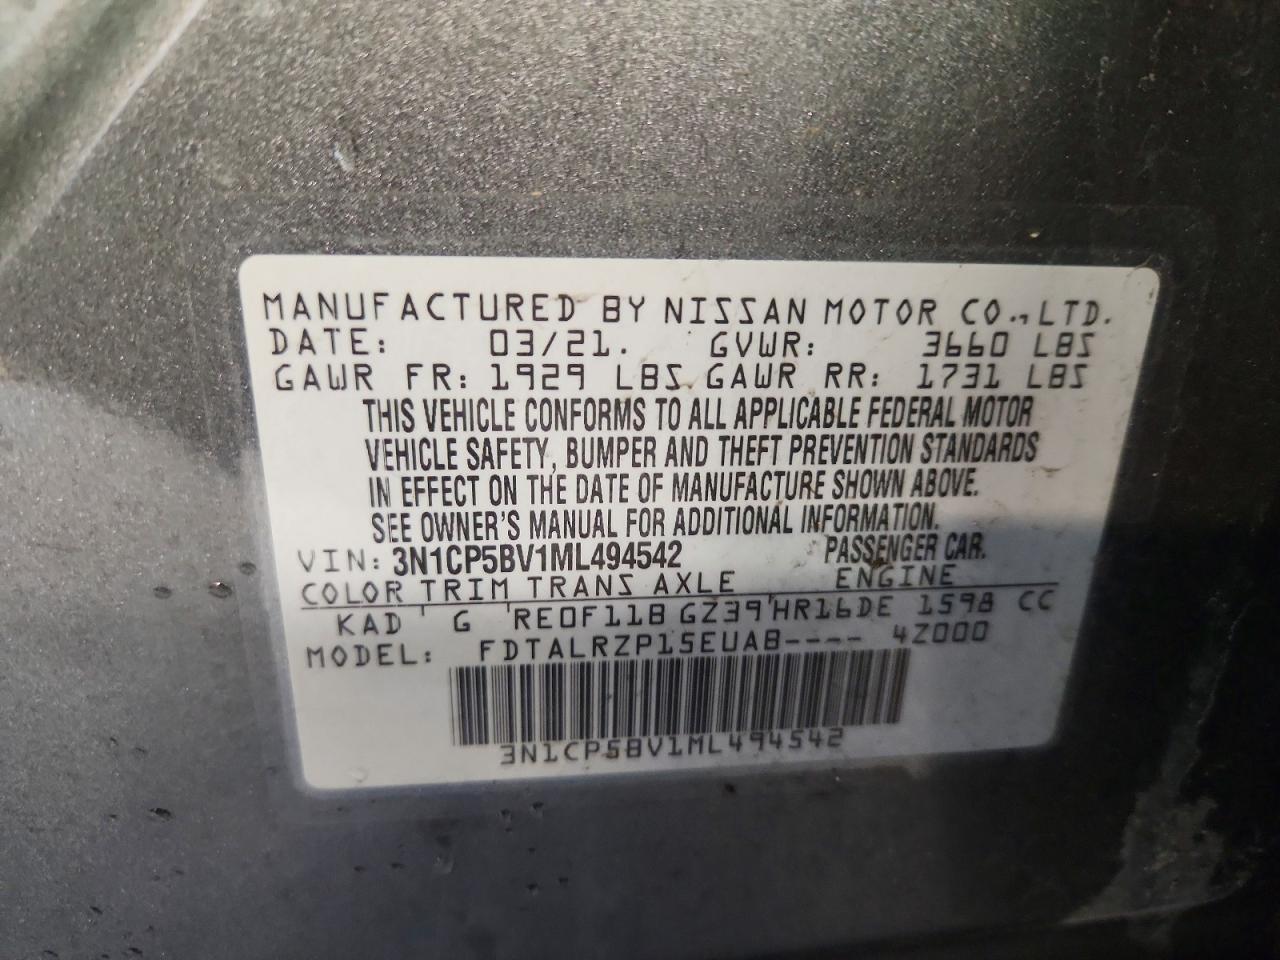 MANUFACTURED BY NISSAN MOTOR CO.,LTD.
DATE: 03/21. GVWR: 3660 LBS
GAWR FR: 1929 LBS GAWR RR: 1731 LBS
THIS VEHICLE CONFORMS TO ALL APPLICABLE FEDERAL MOTOR
VEHICLE SAFETY, BUMPER AND THEFT PREVENTION STANDARDS
IN EFFECT ON THE DATE OF MANUFACTURE SHOWN ABOVE.
SEE OWNER'S MANUAL FOR ADDITIONAL INFORMATION.
VIN: 3N1CP5BV1ML494542 PASSENGER CAR.
COLOR TRIM TRANS AXLE ENGINE
KAD G RE0F11B GZ39 HR16DE 1598 CC
MODEL: FDTALRZP15EUAB---- 4Z000
3N1CP5BV1ML494542